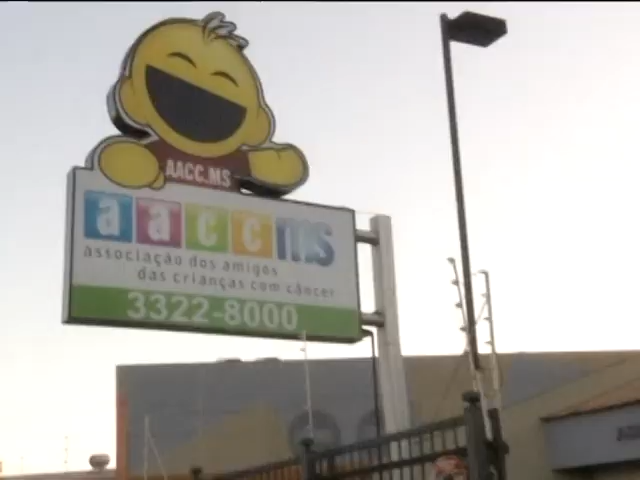 AACC.MS
aaccms
associação dos amigos
das crianças com câncer
3322-8000